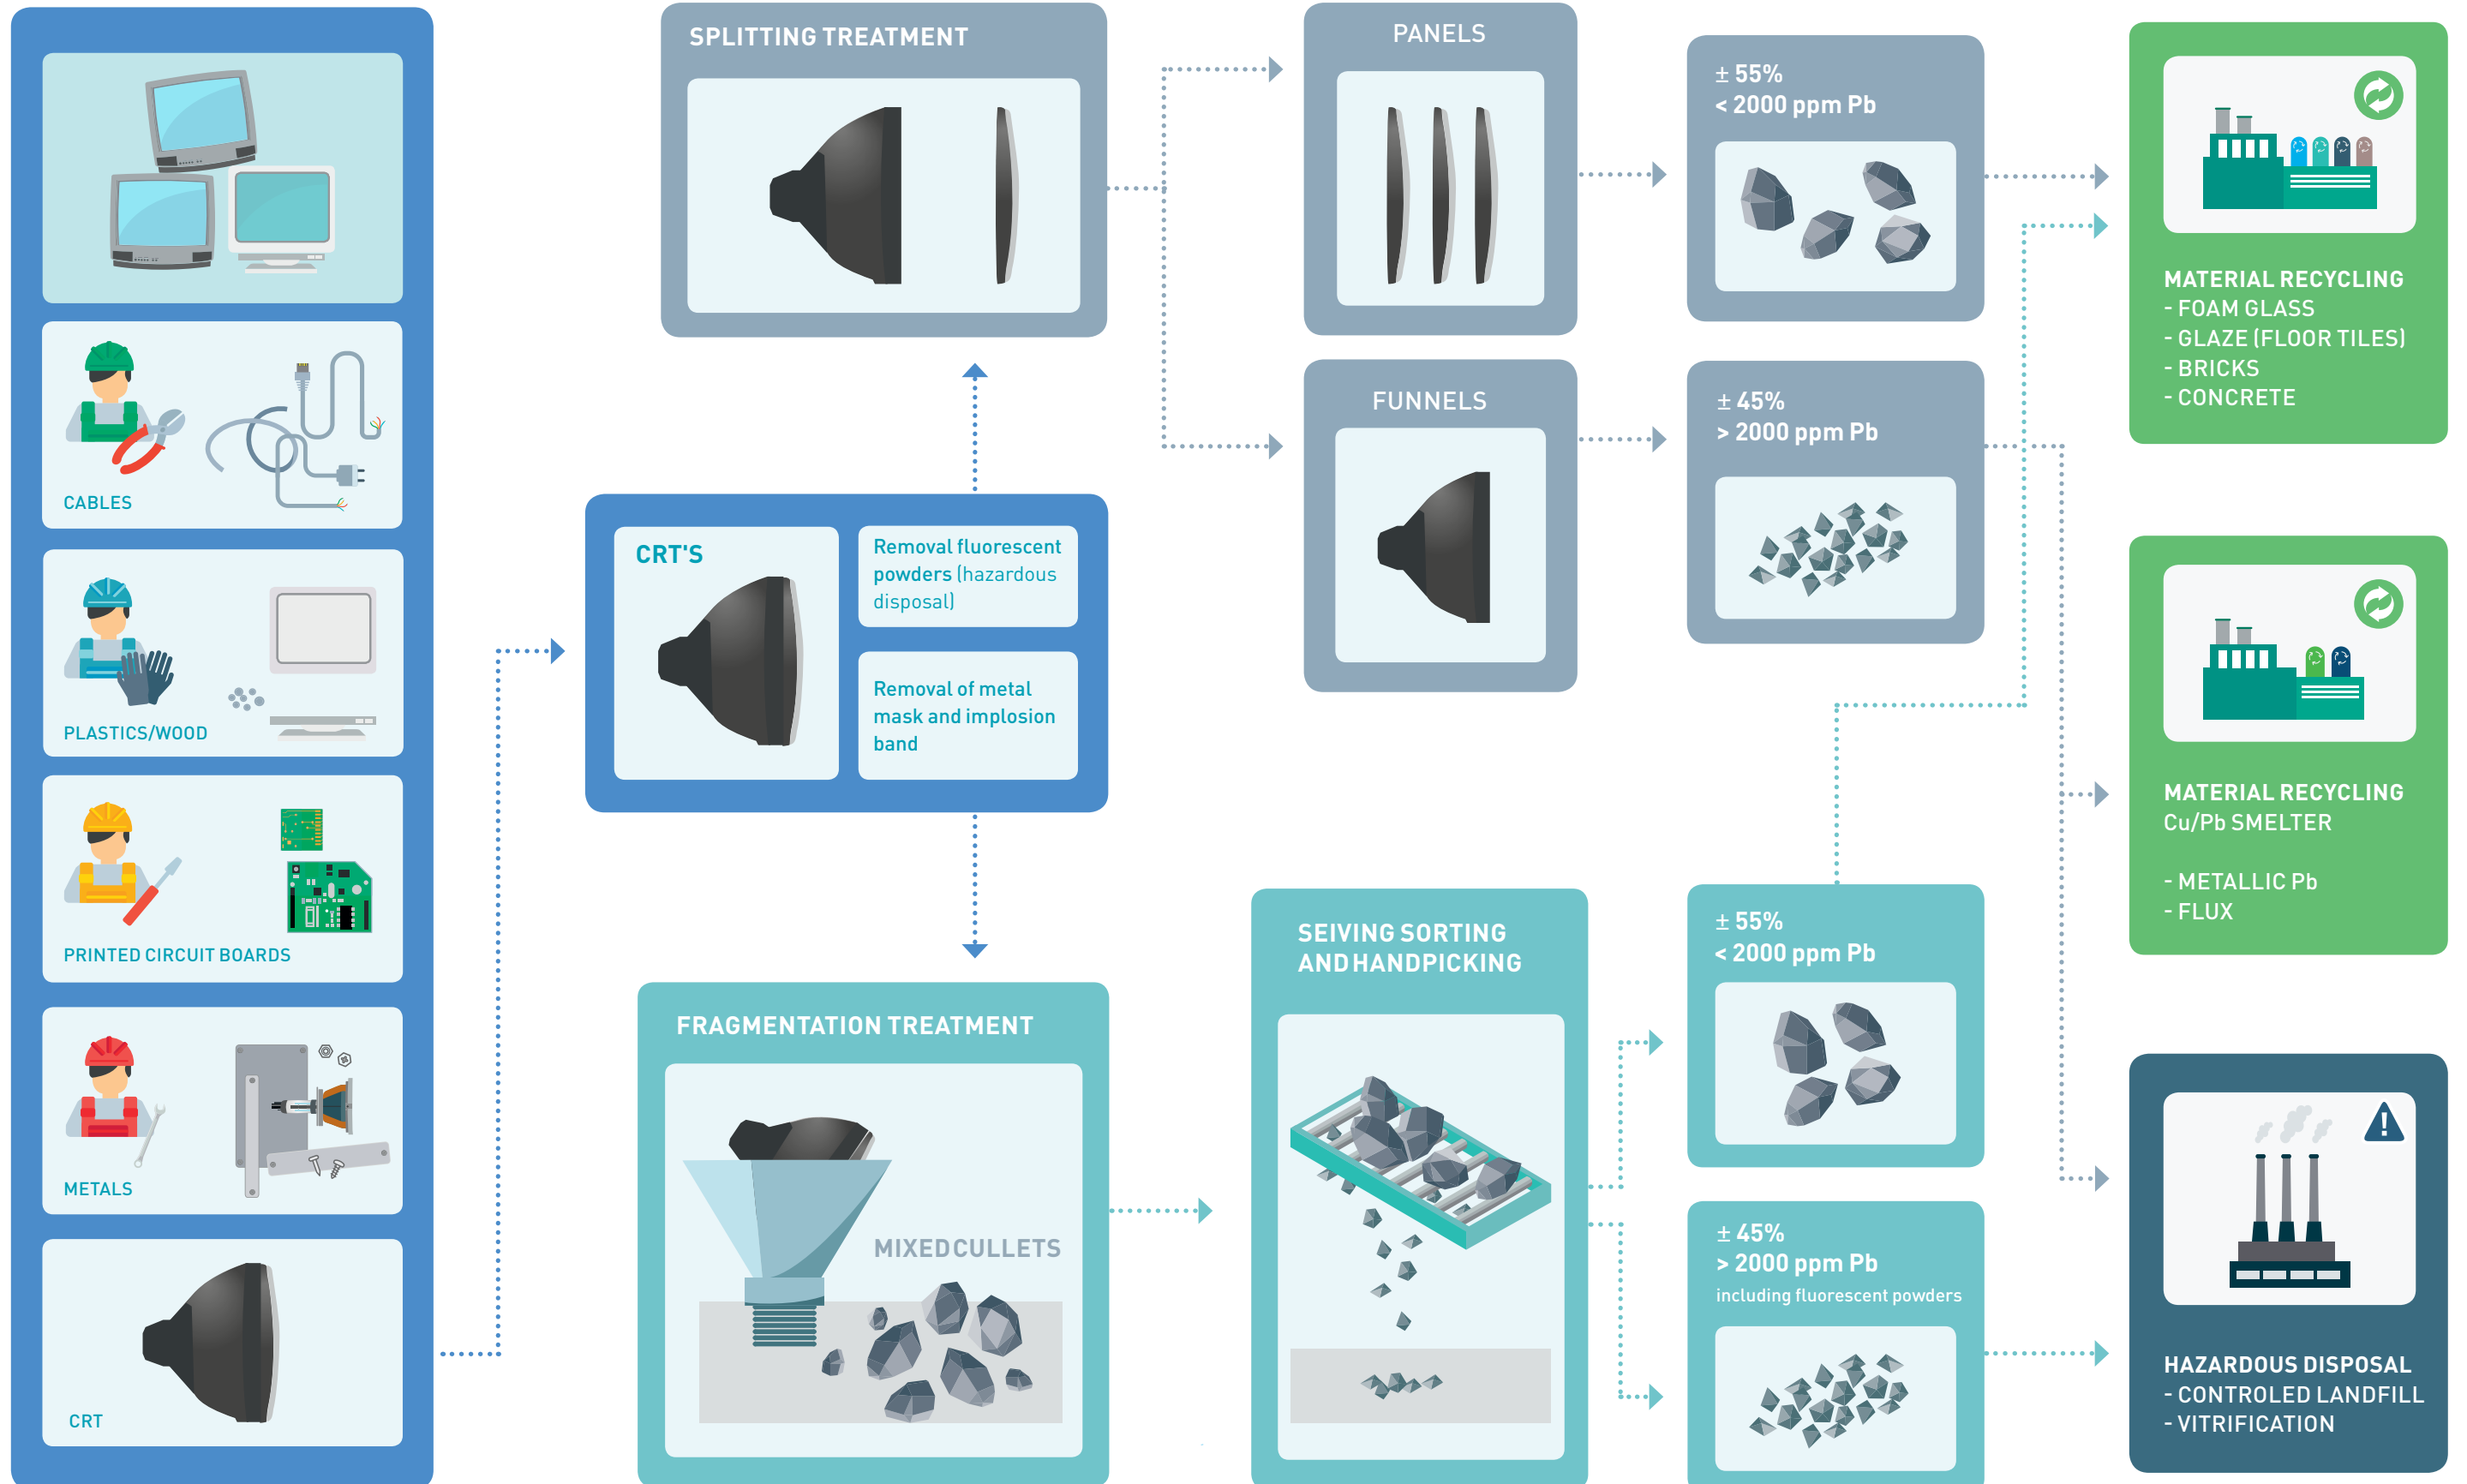 CABLES
PLASTICS/WOOD
PRINTED CIRCUIT BOARDS
METALS
CRT
CRT'S
Removal fluorescent
powders (hazardous
disposal)
Removal of metal
mask and implosion
band
SPLITTING TREATMENT
PANELS
FUNNELS
± 55%
< 2000 ppm Pb
± 45%
> 2000 ppm Pb
FRAGMENTATION TREATMENT
MIXED CULLETS
SEIVING SORTING
AND HANDPICKING
± 55%
< 2000 ppm Pb
± 45%
> 2000 ppm Pb
including fluorescent powders
MATERIAL RECYCLING
- FOAM GLASS
- GLAZE (FLOOR TILES)
- BRICKS
- CONCRETE
MATERIAL RECYCLING
Cu/Pb SMELTER
- METALLIC Pb
- FLUX
HAZARDOUS DISPOSAL
- CONTROLED LANDFILL
- VITRIFICATION